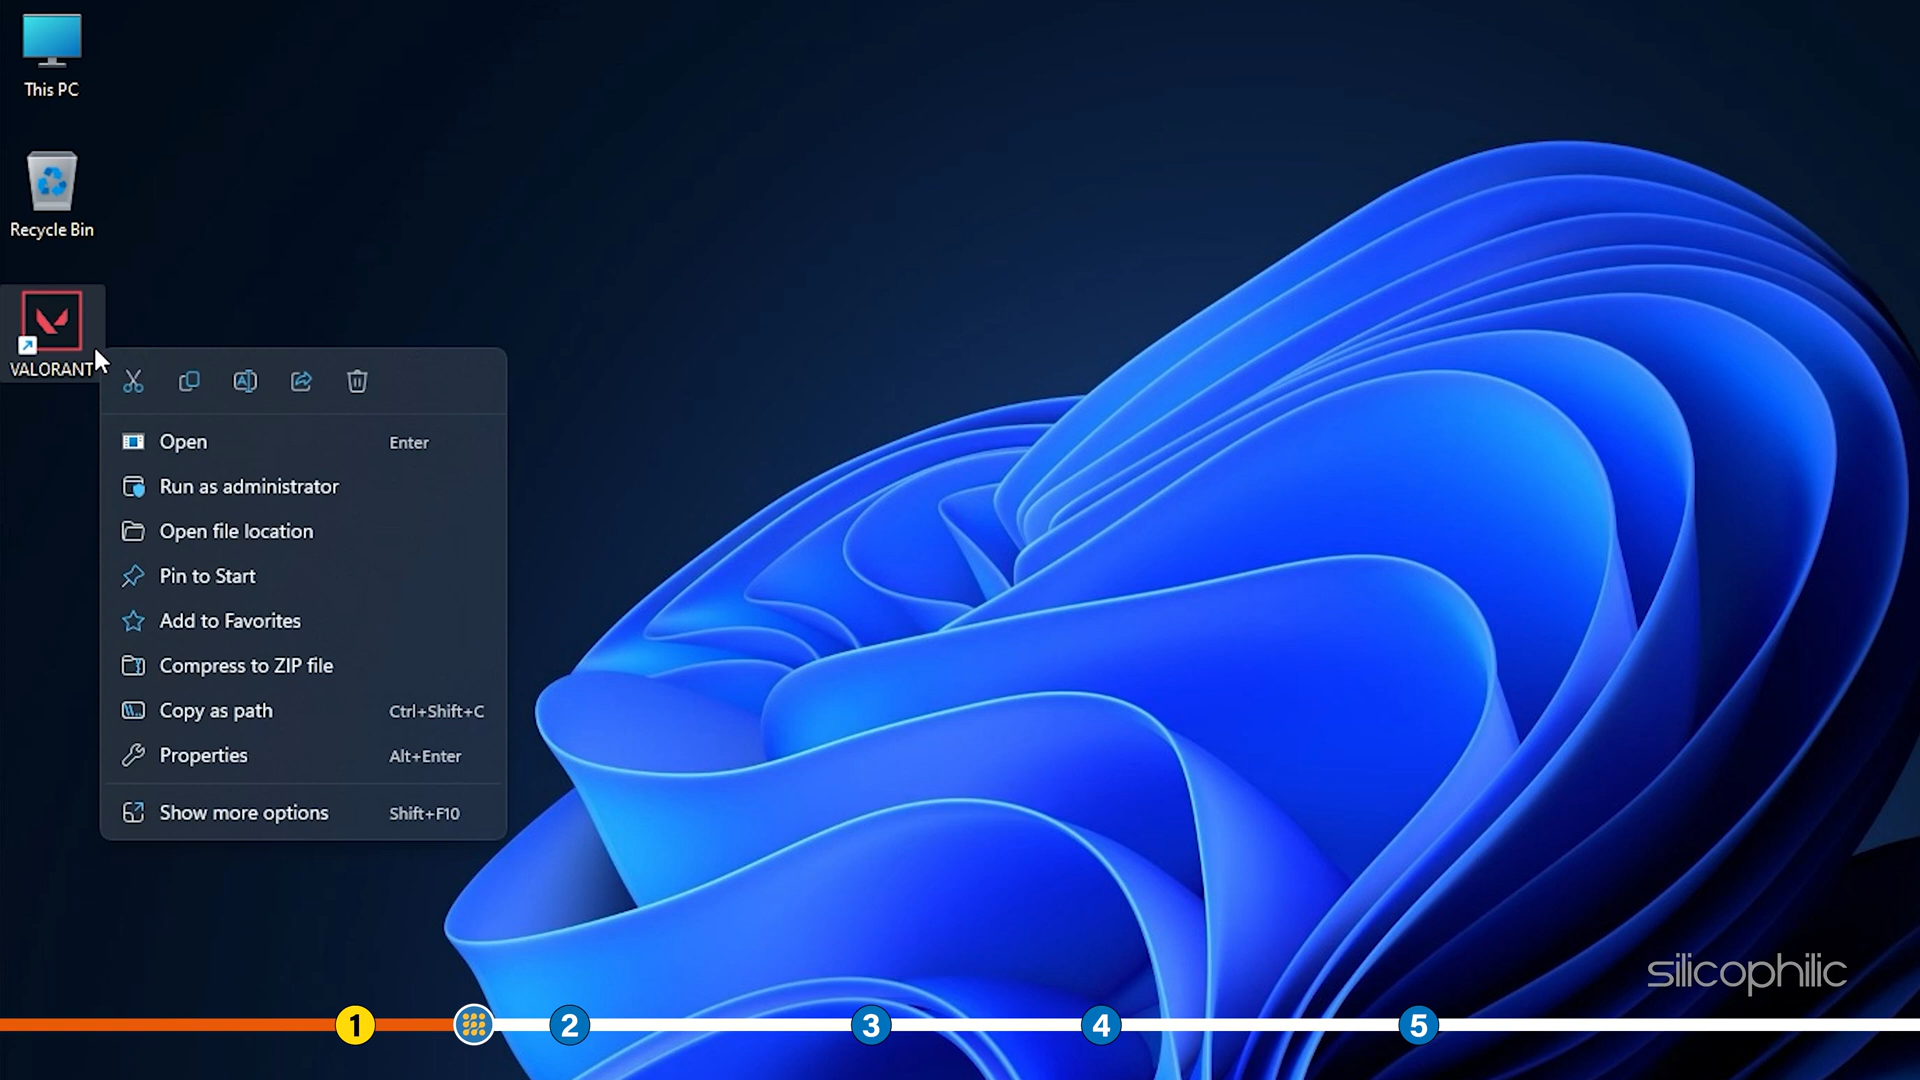 This PC
Recycle Bin
VALORANT
Open Enter
Run as administrator
Open file location
Pin to Start
Add to Favorites
Compress to ZIP file
Copy as path Ctrl+Shift+C
Properties Alt+Enter
Show more options Shift+F10
silicophilic
1 2 3 4 5